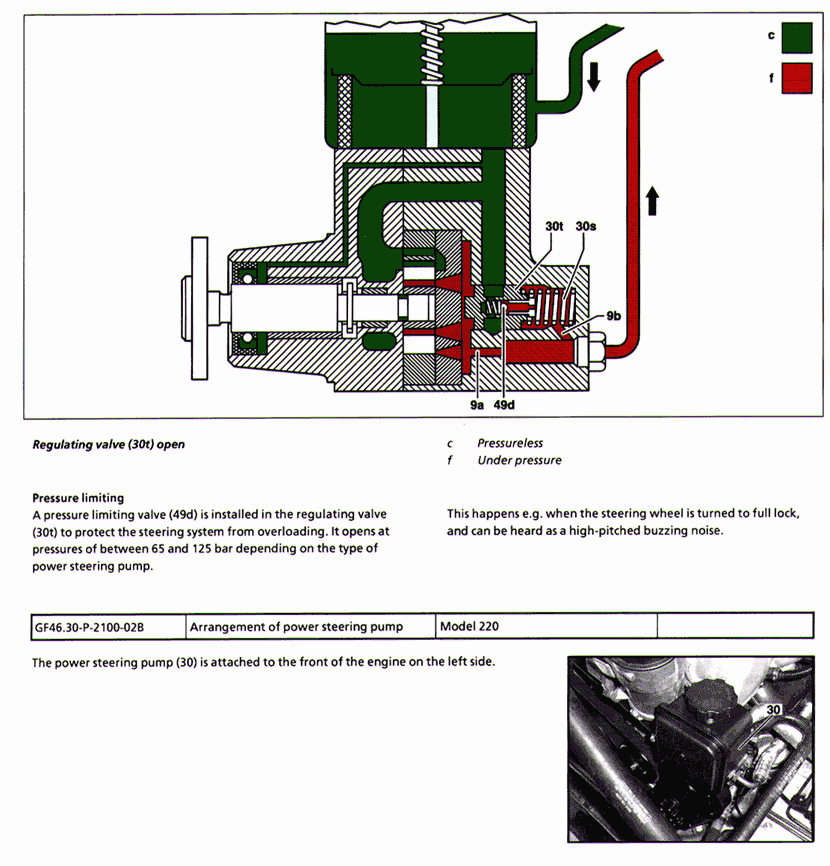 c
f
30t 30s
9b
9a 49d
Regulating valve (30t) open
c Pressureless
f Under pressure
Pressure limiting
A pressure limiting valve (49d) is installed in the regulating valve
(30t) to protect the steering system from overloading. It opens at
pressures of between 65 and 125 bar depending on the type of
power steering pump.
This happens e.g. when the steering wheel is turned to full lock,
and can be heard as a high-pitched buzzing noise.
GF46.30-P-2100-02B Arrangement of power steering pump Model 220
The power steering pump (30) is attached to the front of the engine on the left side.
30